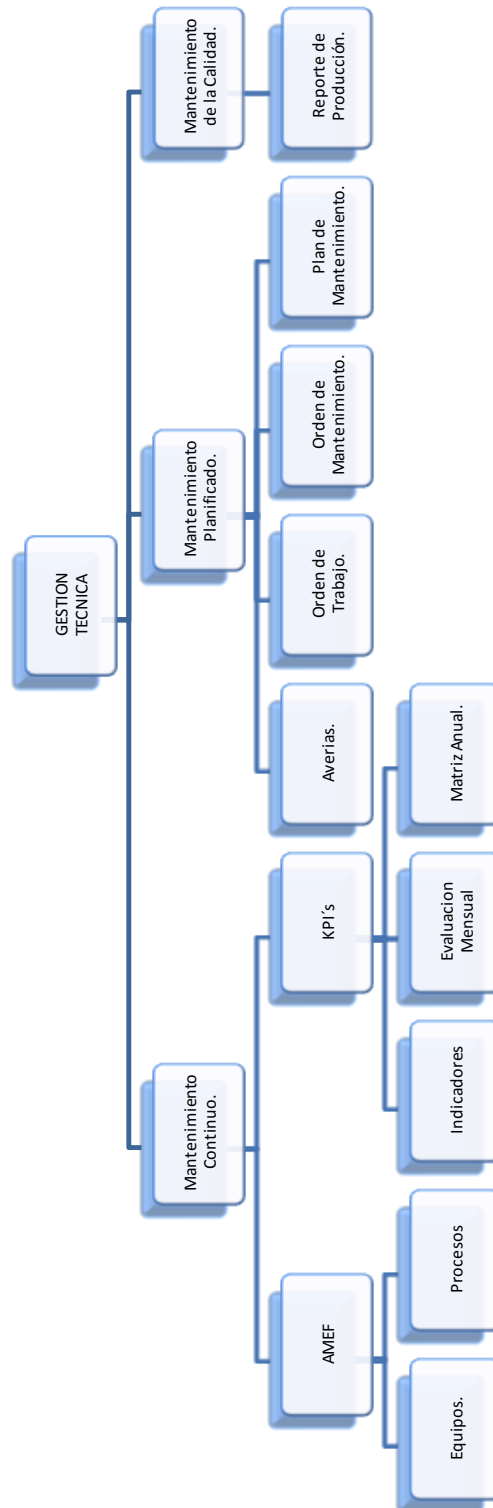 GESTION
TECNICA
Mantenimiento
Continuo.
Mantenimiento
Planificado.
Mantenimiento
de la Calidad.
AMEF
KPI´s
Averias.
Orden de
Trabajo.
Orden de
Mantenimiento.
Plan de
Mantenimiento.
Reporte de
Producción.
Equipos.
Procesos
Indicadores
Evaluacion
Mensual
Matriz Anual.